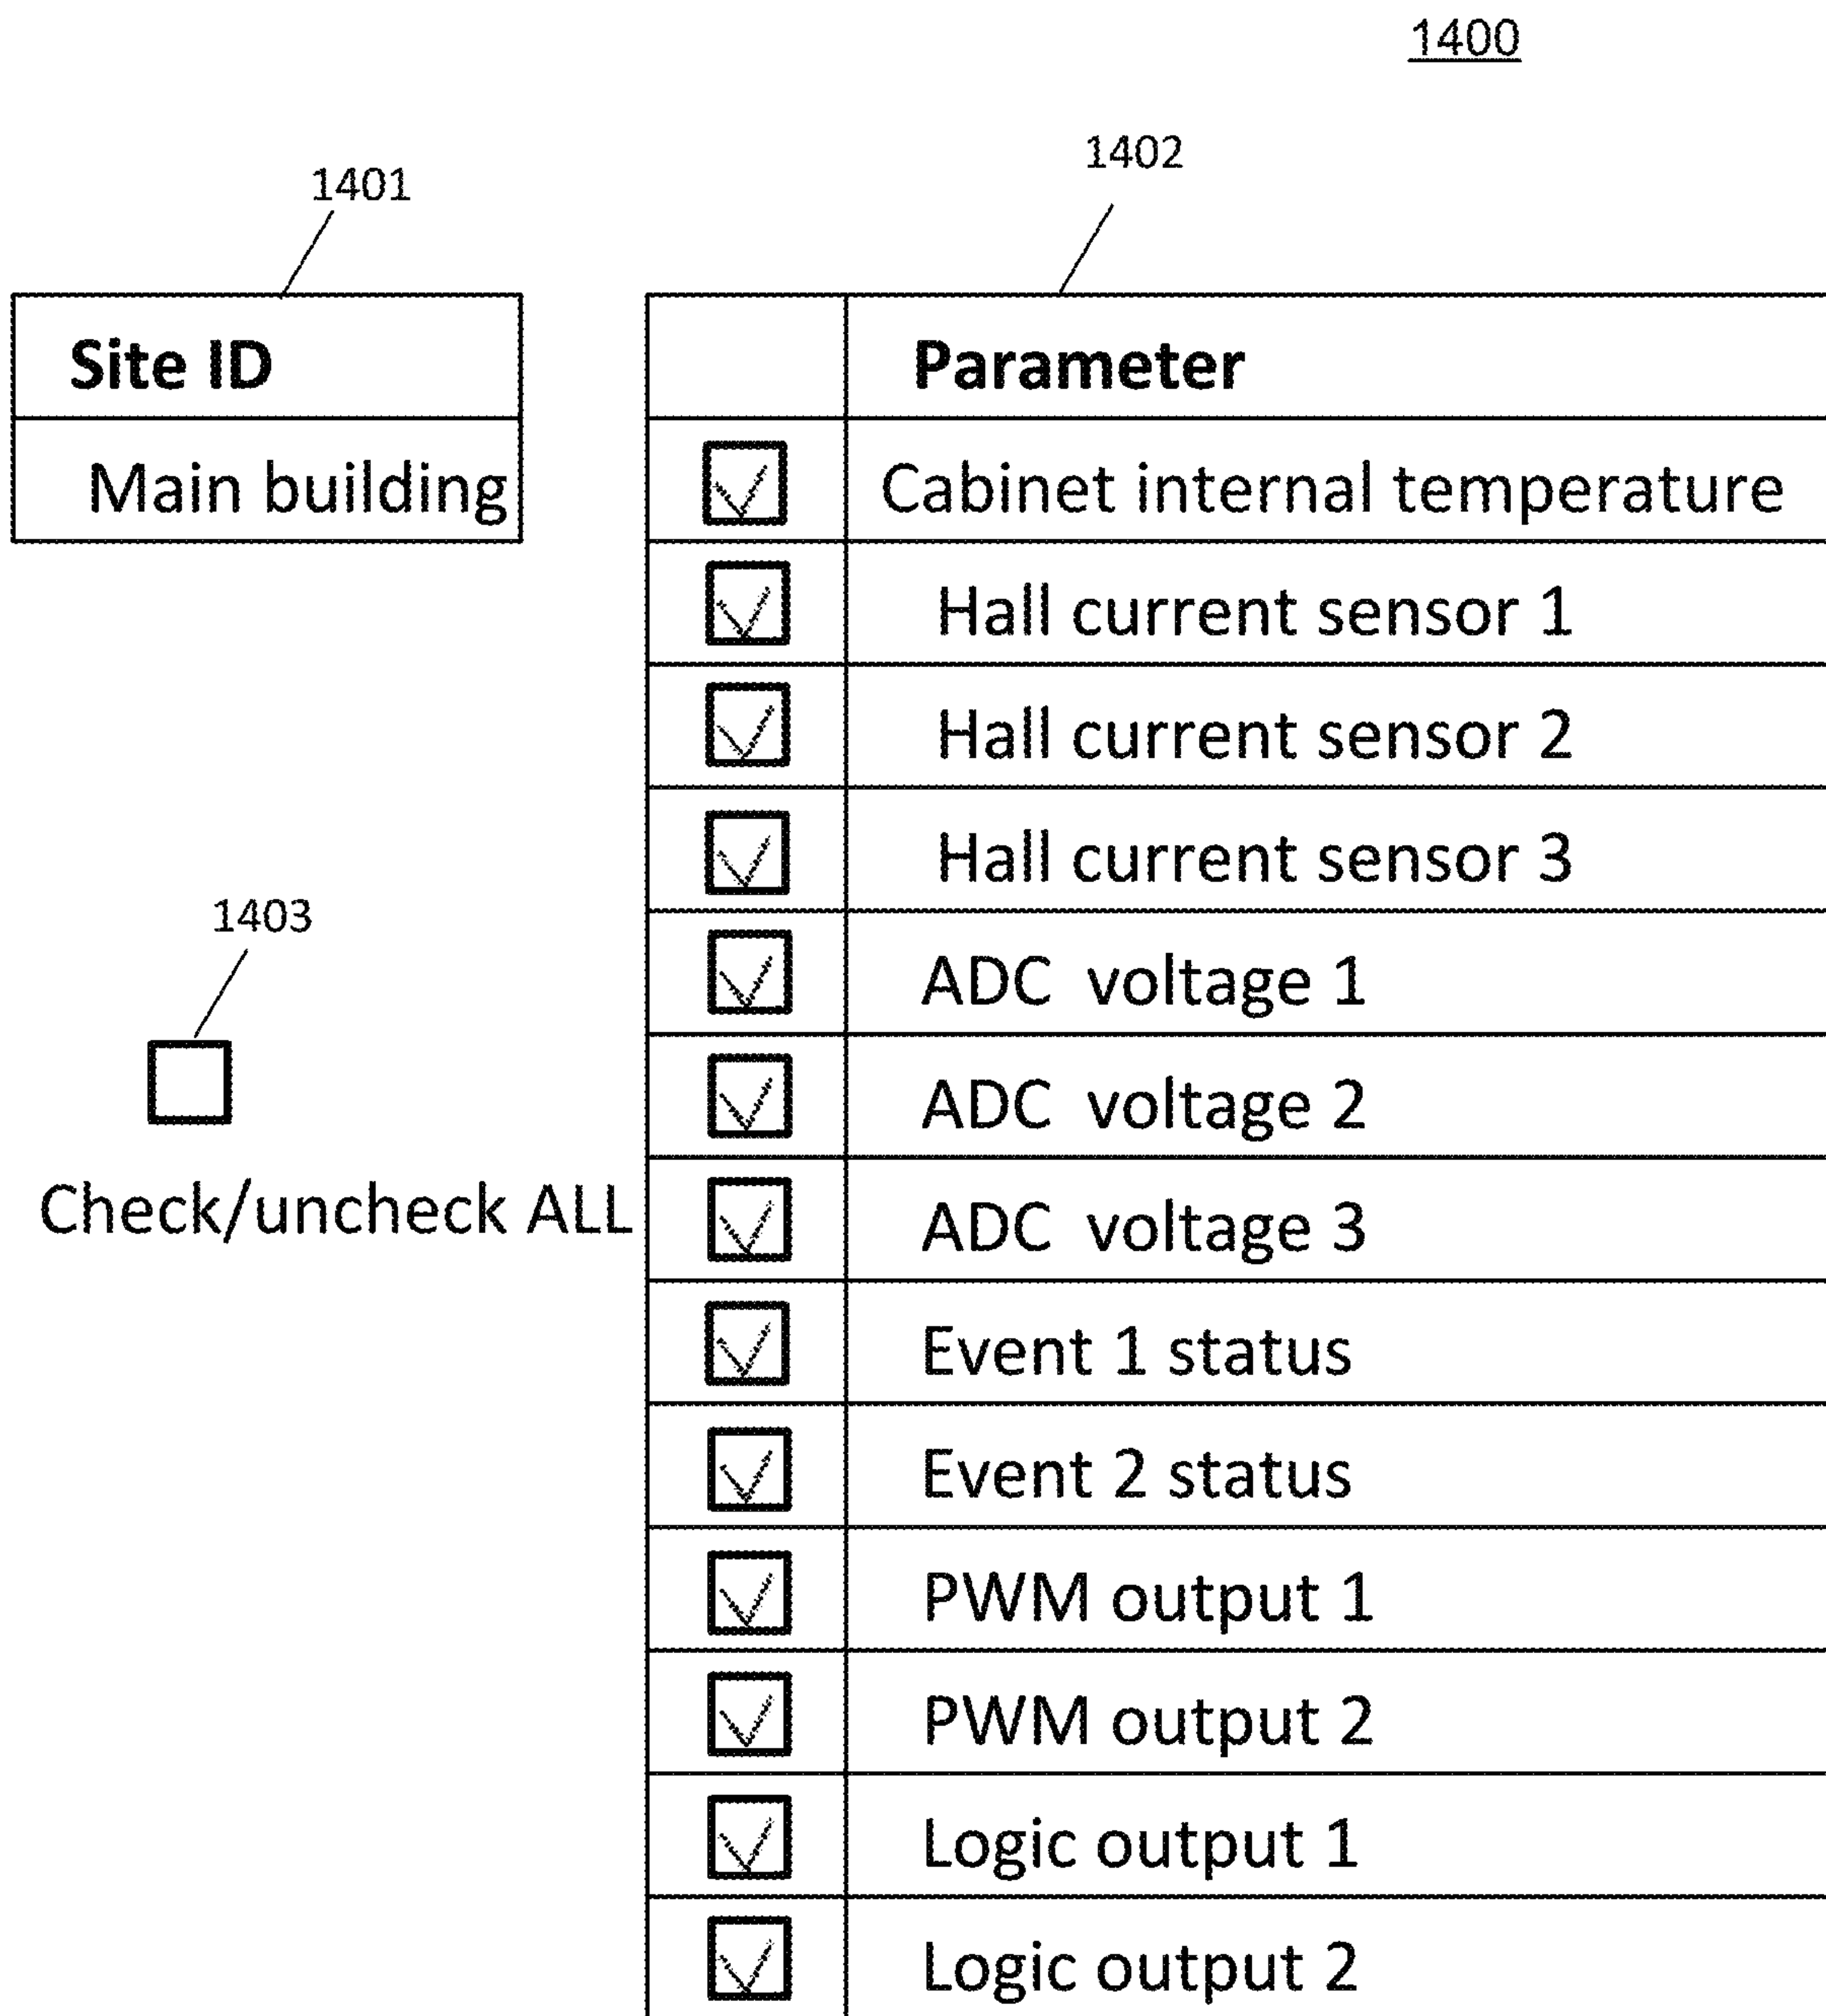 1400
1401
1402
Site ID
Main building
1403
Check/uncheck ALL
Parameter
Cabinet internal temperature
Hall current sensor 1
Hall current sensor 2
Hall current sensor 3
ADC voltage 1
ADC voltage 2
ADC voltage 3
Event 1 status
Event 2 status
PWM output 1
PWM output 2
Logic output 1
Logic output 2